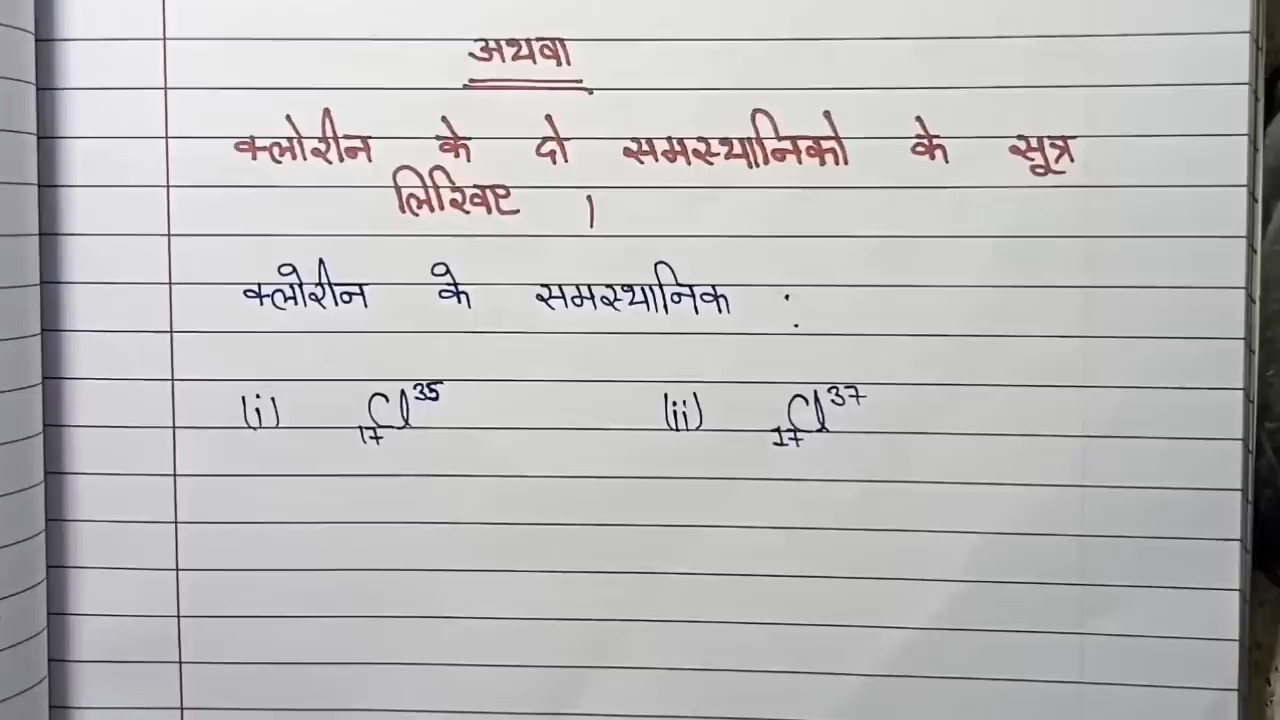 अथवा
क्लोरीन के दो समस्थानिको के सूत्र
लिखिए ।
क्लोरीन के समस्थानिक :
(i) ₁₇Cl³⁵ (ii) ₁₇Cl³⁷